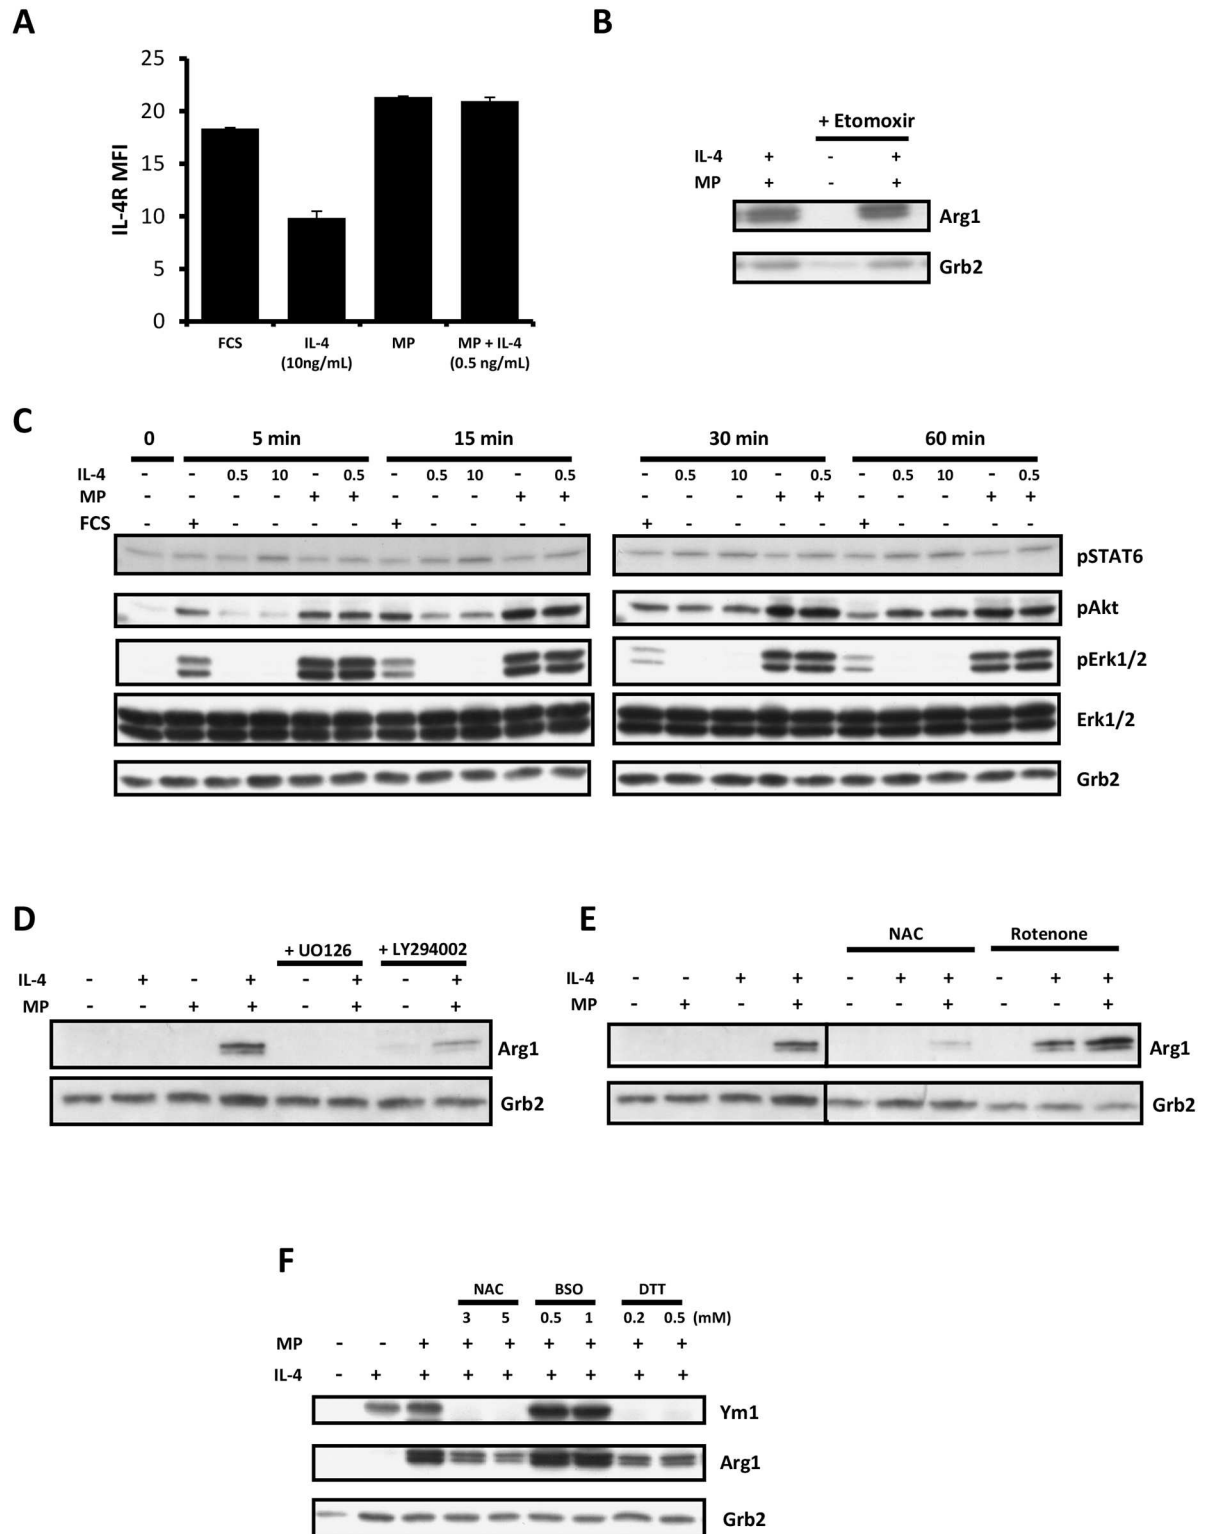 A
25
20
15
10
5
0
IL-4R MFI
FCS IL-4 MP MP + IL-4
(10ng/mL) (0.5 ng/mL)
B
+ Etomoxir
IL-4 + - +
MP + - +
Arg1
Grb2
C
0 5 min 15 min 30 min 60 min
IL-4 - - 0.5 10 - 0.5 - 0.5 10 - 0.5 - 0.5 10 - 0.5 - 0.5 10 - 0.5
MP - - - - + + - - - + + - - - + + - - - + +
FCS - + - - - - + - - - - + - - - - + - - - -
pSTAT6
pAkt
pErk1/2
Erk1/2
Grb2
D
+ UO126 + LY294002
IL-4 - + - + - + - +
MP - - + + - + - +
Arg1
Grb2
E
NAC Rotenone
IL-4 - - + + - + + - + +
MP - + - + - - + - - +
Arg1
Grb2
F
NAC BSO DTT
3 5 0.5 1 0.2 0.5 (mM)
MP - - + + + + + + +
IL-4 - + + + + + + + +
Ym1
Arg1
Grb2